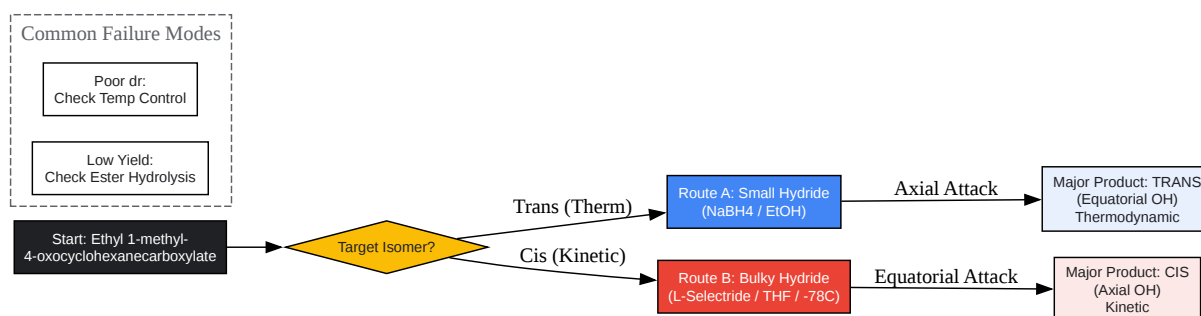 Common Failure Modes
Poor dr:
Check Temp Control
Low Yield:
Check Ester Hydrolysis
Start: Ethyl 1-methyl-
4-oxocyclohexanecarboxylate
Target Isomer?
Trans (Therm)
Cis (Kinetic)
Route A: Small Hydride
(NaBH4 / EtOH)
Route B: Bulky Hydride
(L-Selectride / THF / -78C)
Axial Attack
Equatorial Attack
Major Product: TRANS
(Equatorial OH)
Thermodynamic
Major Product: CIS
(Axial OH)
Kinetic